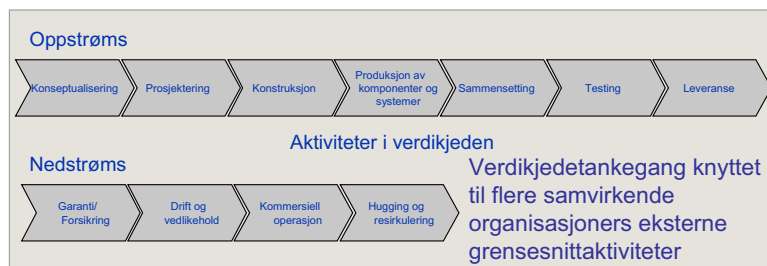 Oppstrøms
Konseptualisering
Prosjektering
Konstruksjon
Produksjon av
komponenter og
systemer
Sammensetting
Testing
Leveranse
Aktiviteter i verdikjeden
Nedstrøms
Garanti/
Forsikring
Drift og
vedlikehold
Kommersiell
operasjon
Hugging og
resirkulering
Verdikjedetankegang knyttet
til flere samvirkende
organisasjoners eksterne
grensesnittaktiviteter